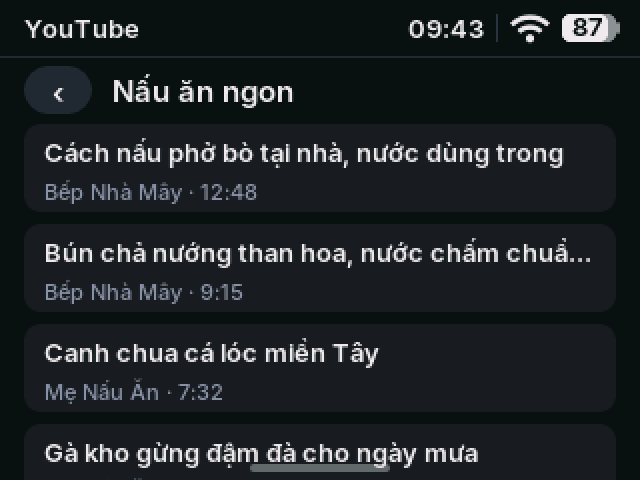 YouTube
09:43
87
‹ Nấu ăn ngon
Cách nấu phở bò tại nhà, nước dùng trong
Bếp Nhà Mây · 12:48
Bún chả nướng than hoa, nước chấm chuẩ...
Bếp Nhà Mây · 9:15
Canh chua cá lóc miền Tây
Mẹ Nấu Ăn · 7:32
Gà kho gừng đậm đà cho ngày mưa